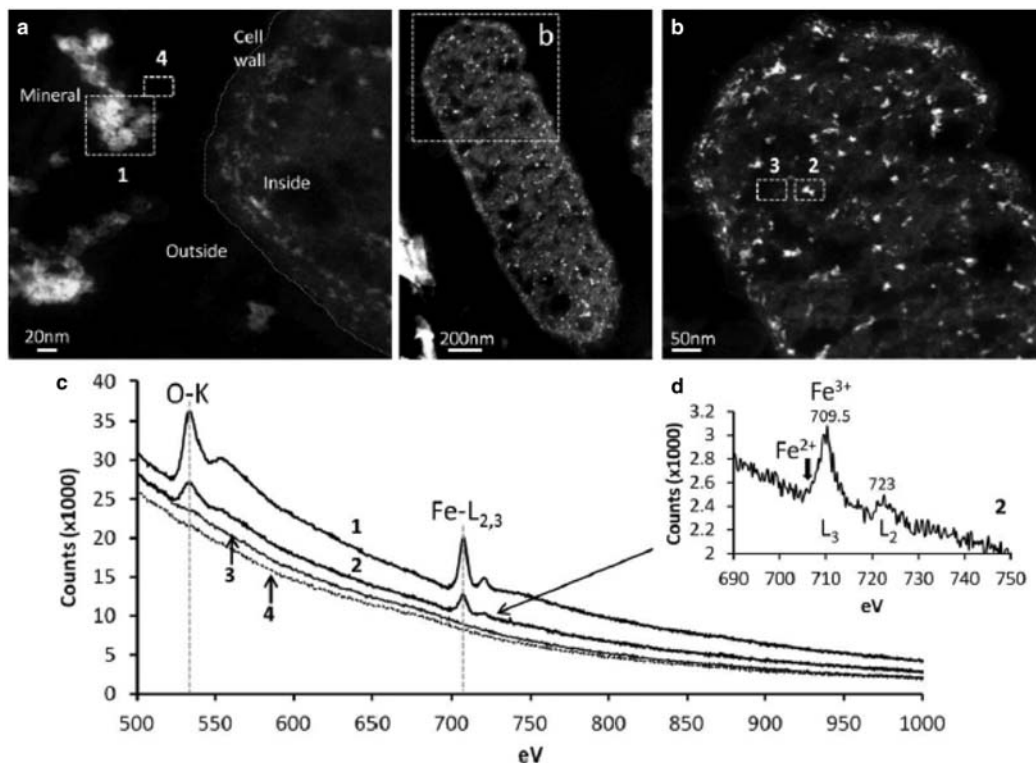 a
Mineral
4
1
Cell
wall
Inside
Outside
20nm
b
200nm
b
3 2
50nm
c
O-K
Fe-L2,3
1
2
3
4
Counts (x1000)
40
35
30
25
20
15
10
5
0
500 550 600 650 700 750 800 850 900 950 1000
eV
d
Fe3+
709.5
Fe2+
723
2
L3 L2
Counts (x1000)
3.2
3
2.8
2.6
2.4
2.2
2
690 700 710 720 730 740 750
eV